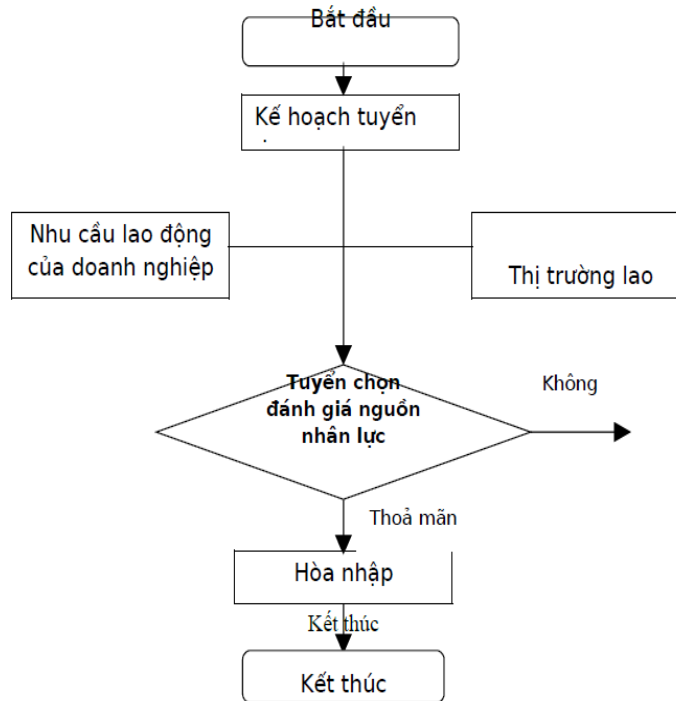 Bắt đầu
Kế hoạch tuyển
Nhu cầu lao động
của doanh nghiệp
Thị trường lao
Tuyển chọn
đánh giá nguồn
nhân lực
Không
Thoả mãn
Hòa nhập
Kết thúc
Kết thúc